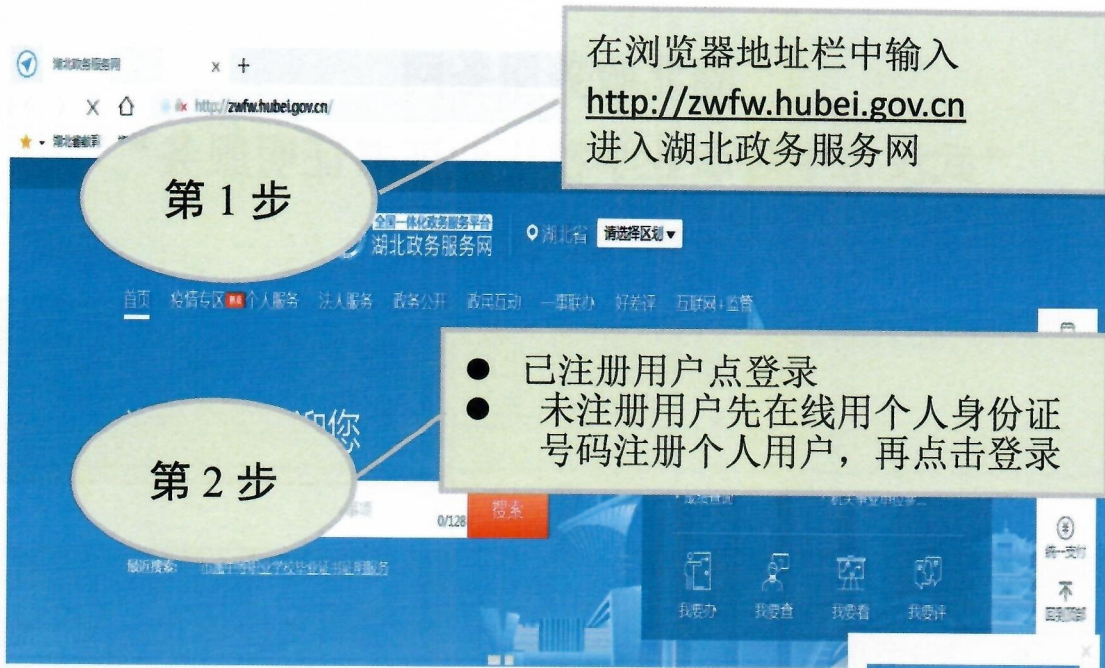 湖北政务服务网
x +
http://zwfw.hubei.gov.cn/
在浏览器地址栏中输入
http://zwfw.hubei.gov.cn
进入湖北政务服务网
第 1 步
全国一体化政务服务平台
湖北政务服务网
湖北省
请选择区划
首页 疫情专区 个人服务 法人服务 政务公开 政民互动 一事联办 好差评 互联网+监管
● 已注册用户点登录
● 未注册用户先在线用个人身份证
号码注册个人用户，再点击登录
迎您
第 2 步
0/128
搜索
最近搜索:
我要办 我要查 我要看 我要评
统一支付
回到顶部